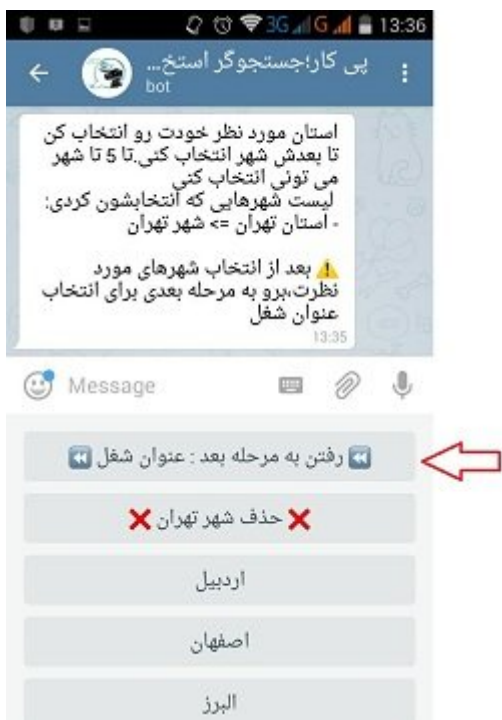 3G G 13:36
پی کار؛جستجوگر استخ...
bot
استان مورد نظر خودت رو انتخاب کن
تا بعدش شهر انتخاب کنی.تا 5 تا شهر
می تونی انتخاب کنی
لیست شهرهایی که انتخابشون کردی:
- استان تهران => شهر تهران
⚠️ بعد از انتخاب شهرهای مورد
نظرت،برو به مرحله بعدی برای انتخاب
عنوان شغل
13:35
Message
⏪ رفتن به مرحله بعد : عنوان شغل ⏪
❌ حذف شهر تهران ❌
اردبیل
اصفهان
البرز